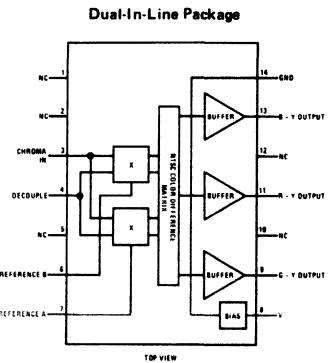 Dual-In-Line Package
NC 1
NC 2
CHROMA IN 3
DECOUPLE 4
NC 5
REFERENCE B 6
REFERENCE A 7
X
X
NTSC COLOR DIFFERENCE MATRIX
BUFFER
BUFFER
BUFFER
BIAS
14 GND
13 B - Y OUTPUT
12 NC
11 R - Y OUTPUT
10 NC
9 G - Y OUTPUT
8 V
TOP VIEW